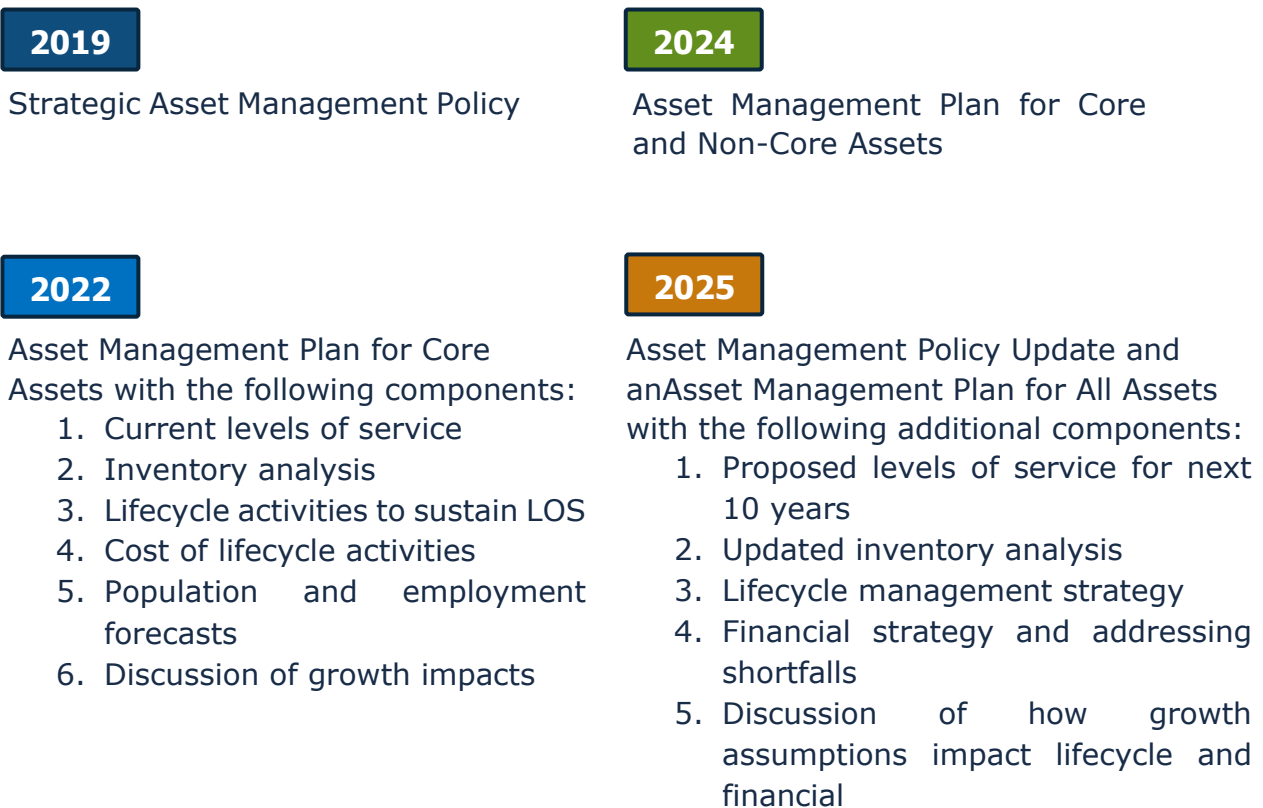 2019
Strategic Asset Management Policy
2022
Asset Management Plan for Core
Assets with the following components:
1. Current levels of service
2. Inventory analysis
3. Lifecycle activities to sustain LOS
4. Cost of lifecycle activities
5. Population and employment
forecasts
6. Discussion of growth impacts
2024
Asset Management Plan for Core
and Non-Core Assets
2025
Asset Management Policy Update and
anAsset Management Plan for All Assets
with the following additional components:
1. Proposed levels of service for next
10 years
2. Updated inventory analysis
3. Lifecycle management strategy
4. Financial strategy and addressing
shortfalls
5. Discussion of how growth
assumptions impact lifecycle and
financial